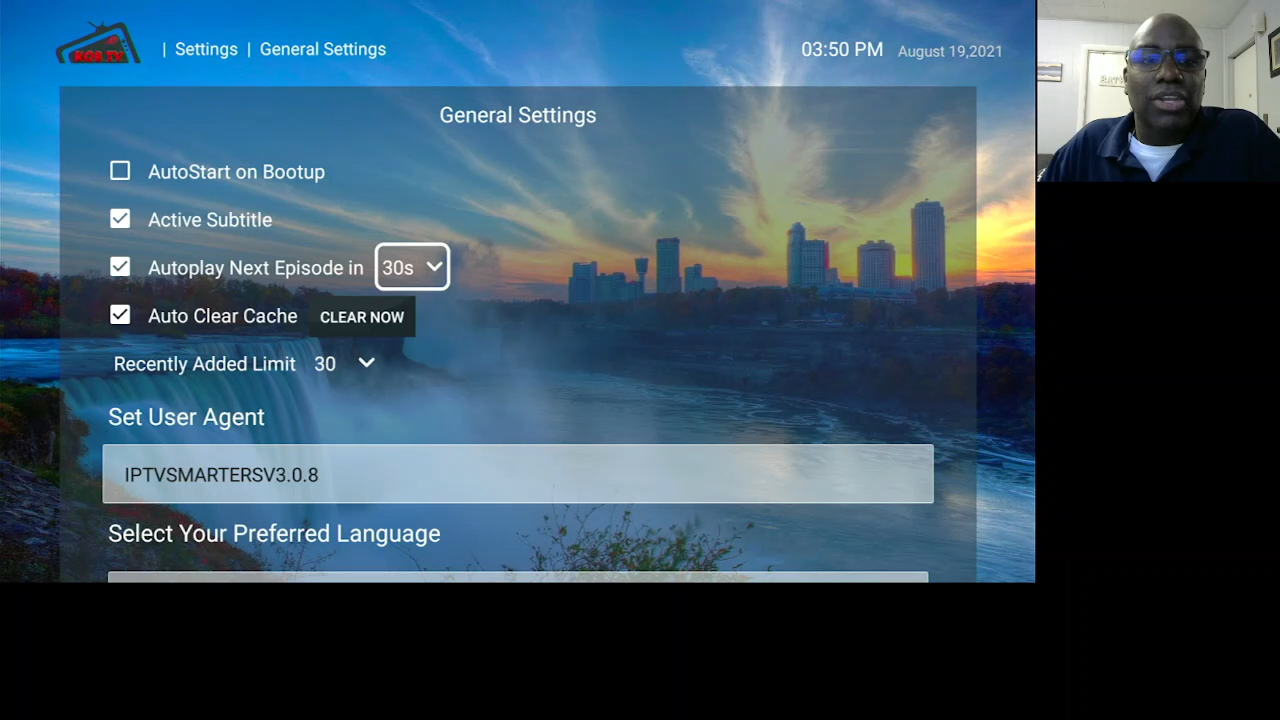 KGB TV
| Settings | General Settings
03:50 PM August 19,2021
General Settings
AutoStart on Bootup
Active Subtitle
Autoplay Next Episode in 30s
Auto Clear Cache CLEAR NOW
Recently Added Limit 30
Set User Agent
IPTVSMARTERSV3.0.8
Select Your Preferred Language